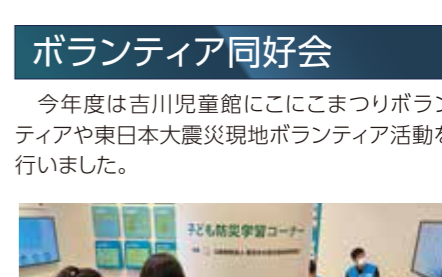 ボランティア同好会
今年度は吉川児童館にこにこまつりボラン
ティアや東日本大震災現地ボランティア活動を
行いました。
子ども防災学習コーナー